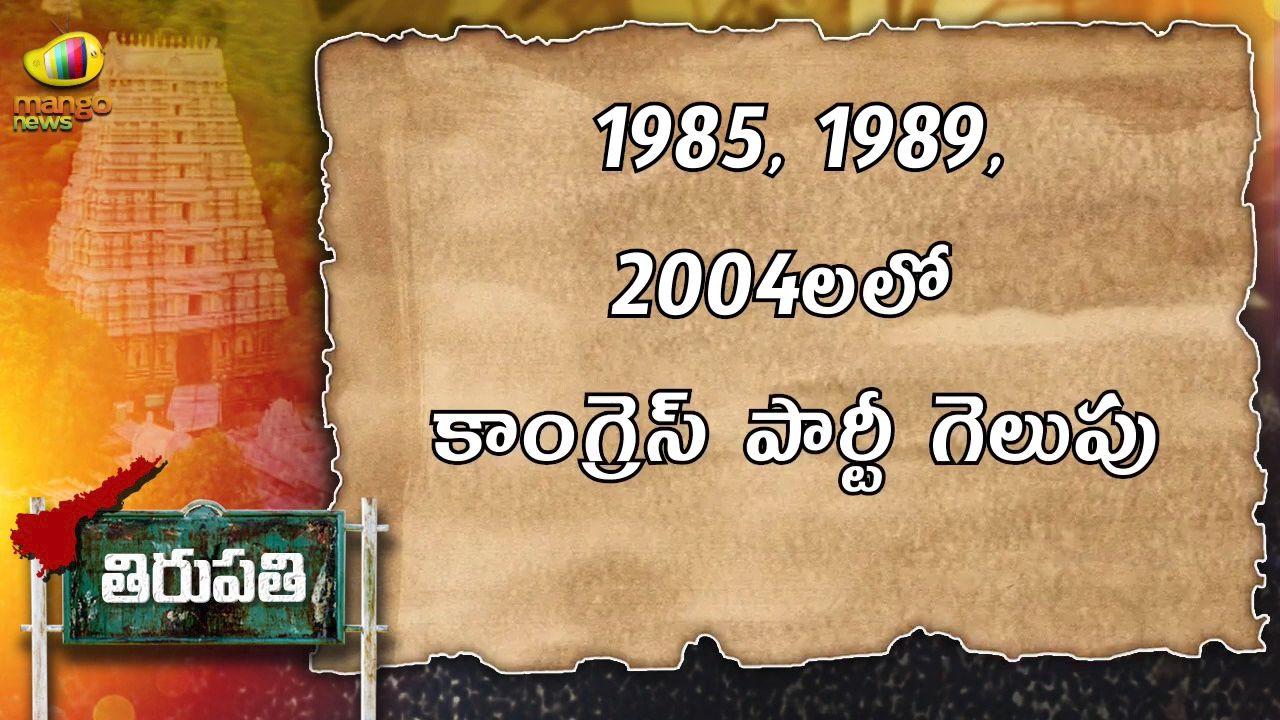 mango
news
1985, 1989,
2004లలో
కాంగ్రెస్ పార్టీ గెలుపు
తిరుపతి